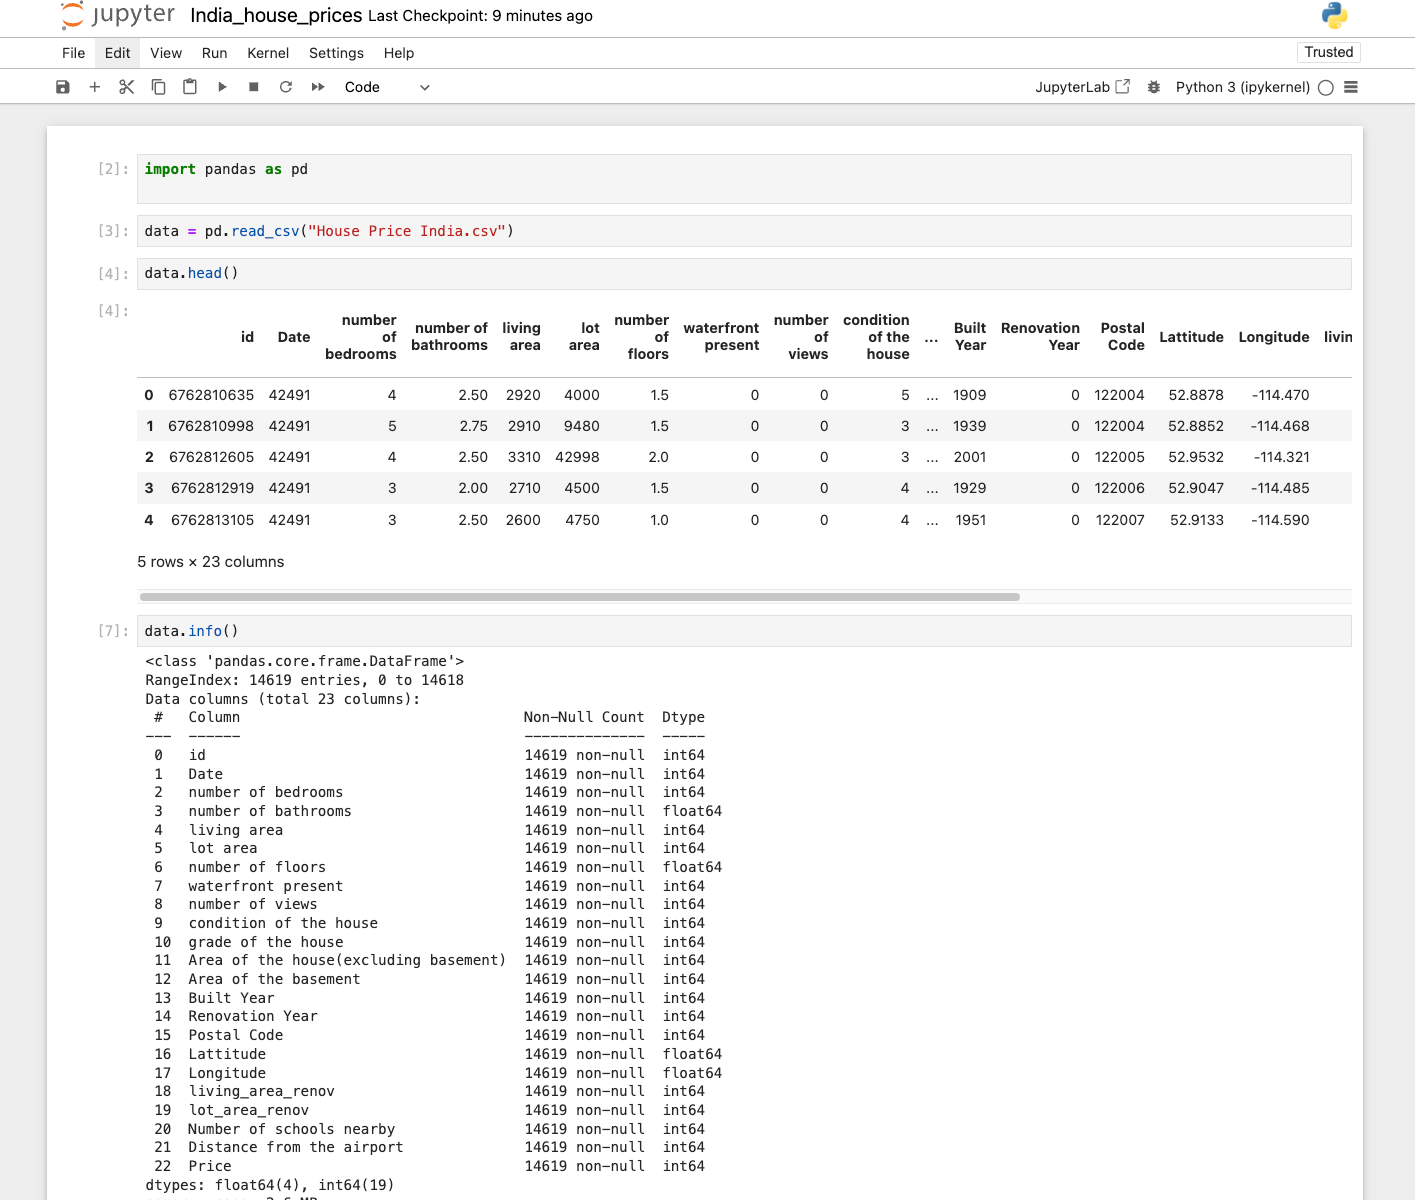 jupyter India_house_prices Last Checkpoint: 9 minutes ago
File Edit View Run Kernel Settings Help Trusted
Code JupyterLab Python 3 (ipykernel)
[2]: import pandas as pd
[3]: data = pd.read_csv("House Price India.csv")
[4]: data.head()
[4]:
id Date number of bedrooms number of bathrooms living area lot area number of floors waterfront present number of views condition of the house ... Built Year Renovation Year Postal Code Lattitude Longitude livin
0 6762810635 42491 4 2.50 2920 4000 1.5 0 0 5 ... 1909 0 122004 52.8878 -114.470
1 6762810998 42491 5 2.75 2910 9480 1.5 0 0 3 ... 1939 0 122004 52.8852 -114.468
2 6762812605 42491 4 2.50 3310 42998 2.0 0 0 3 ... 2001 0 122005 52.9532 -114.321
3 6762812919 42491 3 2.00 2710 4500 1.5 0 0 4 ... 1929 0 122006 52.9047 -114.485
4 6762813105 42491 3 2.50 2600 4750 1.0 0 0 4 ... 1951 0 122007 52.9133 -114.590
5 rows × 23 columns
[7]: data.info()
<class 'pandas.core.frame.DataFrame'>
RangeIndex: 14619 entries, 0 to 14618
Data columns (total 23 columns):
# Column Non-Null Count Dtype
--- ------ -------------- -----
0 id 14619 non-null int64
1 Date 14619 non-null int64
2 number of bedrooms 14619 non-null int64
3 number of bathrooms 14619 non-null float64
4 living area 14619 non-null int64
5 lot area 14619 non-null int64
6 number of floors 14619 non-null float64
7 waterfront present 14619 non-null int64
8 number of views 14619 non-null int64
9 condition of the house 14619 non-null int64
10 grade of the house 14619 non-null int64
11 Area of the house(excluding basement) 14619 non-null int64
12 Area of the basement 14619 non-null int64
13 Built Year 14619 non-null int64
14 Renovation Year 14619 non-null int64
15 Postal Code 14619 non-null int64
16 Lattitude 14619 non-null float64
17 Longitude 14619 non-null float64
18 living_area_renov 14619 non-null int64
19 lot_area_renov 14619 non-null int64
20 Number of schools nearby 14619 non-null int64
21 Distance from the airport 14619 non-null int64
22 Price 14619 non-null int64
dtypes: float64(4), int64(19)